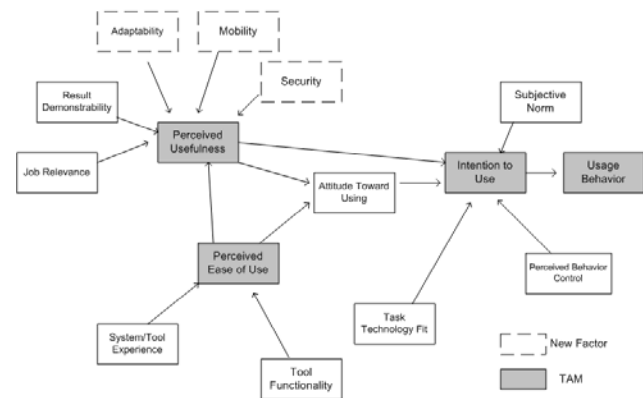 Adaptability
Mobility
Security
Result
Demonstrability
Subjective
Norm
Perceived
Usefulness
Job Relevance
Intention to
Use
Usage
Behavior
Attitude Toward
Using
Perceived
Ease of Use
Perceived Behavior
Control
System/Tool
Experience
Task
Technology Fit
Tool
Functionality
New Factor
TAM